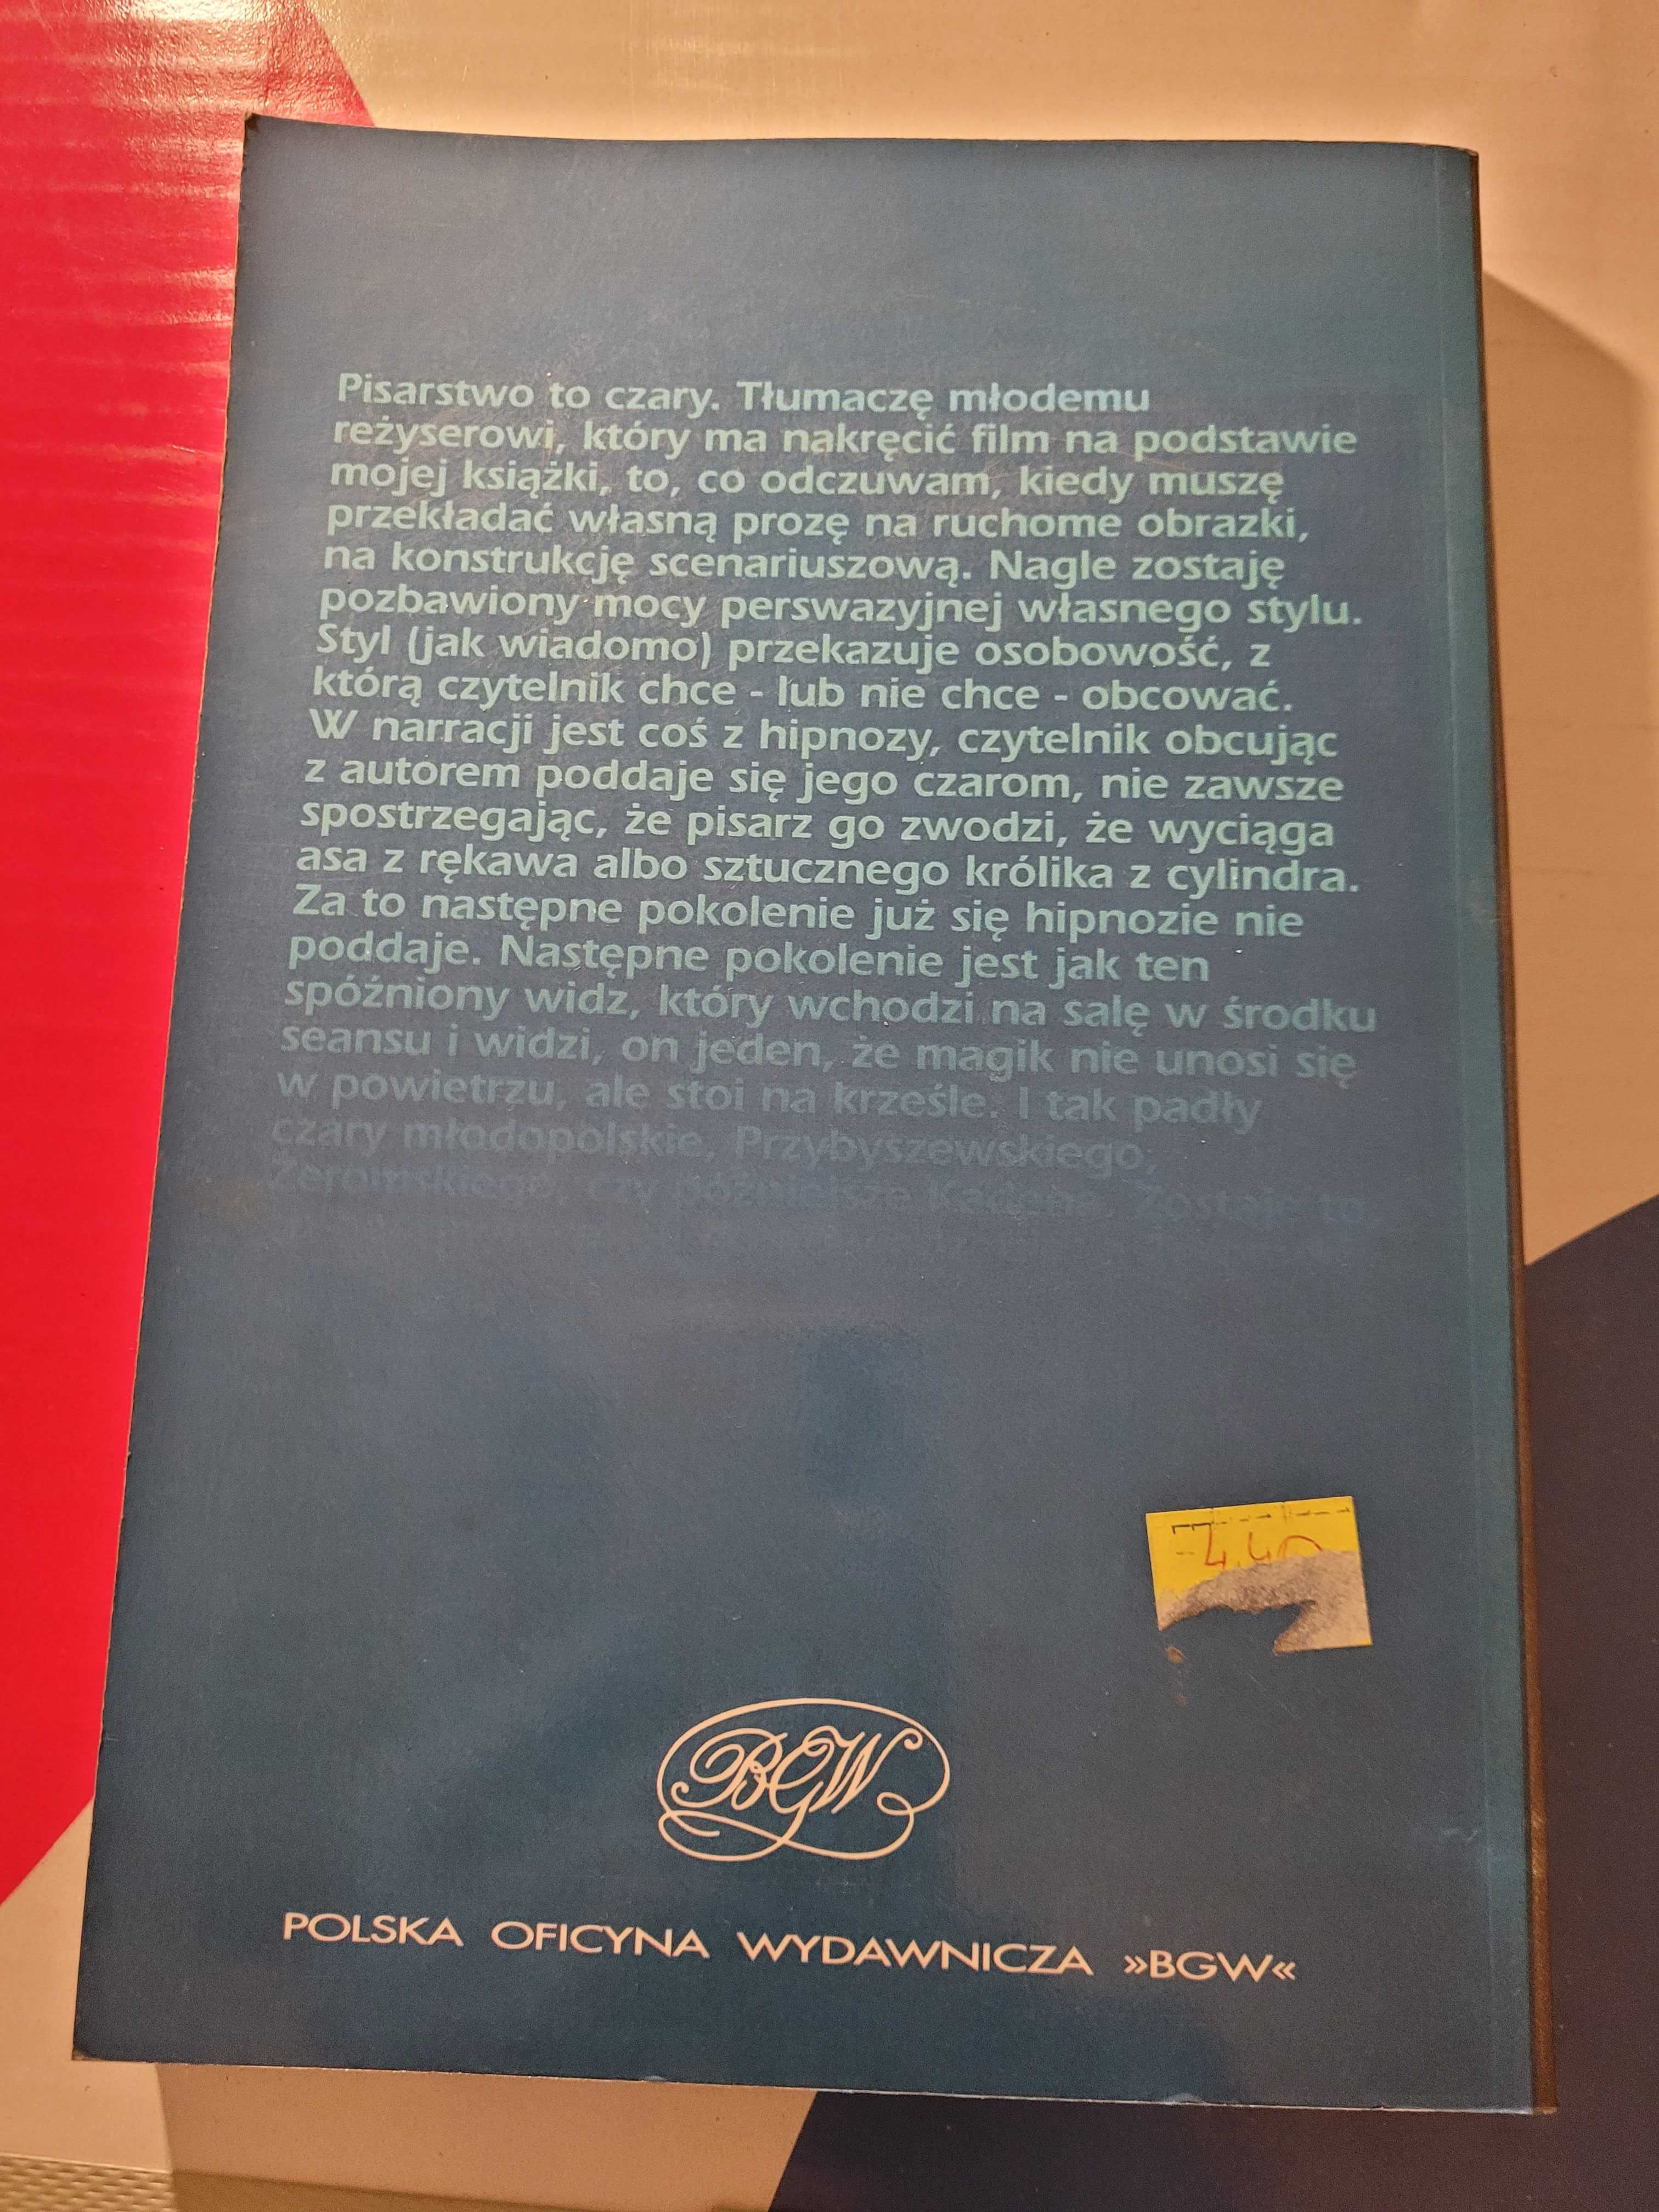 Pisarstwo to czary. Tłumaczę młodemu
reżyserowi, który ma nakręcić film na podstawie
mojej książki, to, co odczuwam, kiedy muszę
przekładać własną prozę na ruchome obrazki,
na konstrukcję scenariuszową. Nagle zostaję
pozbawiony mocy perswazyjnej własnego stylu.
Styl (jak wiadomo) przekazuje osobowość, z
którą czytelnik chce - lub nie chce - obcować.
W narracji jest coś z hipnozy, czytelnik obcując
z autorem poddaje się jego czarom, nie zawsze
spostrzegając, że pisarz go zwodzi, że wyciąga
asa z rękawa albo sztucznego królika z cylindra.
Za to następne pokolenie już się hipnozie nie
poddaje. Następne pokolenie jest jak ten
spóźniony widz, który wchodzi na salę w środku
seansu i widzi, on jeden, że magik nie unosi się
w powietrzu, ale stoi na krześle. I tak padły
czary młodopolskie, Przybyszewskiego,
Żeromskiego, czy późniejsze Kadena. Zostaje to,
4,40
BGW
POLSKA OFICYNA WYDAWNICZA »BGW«